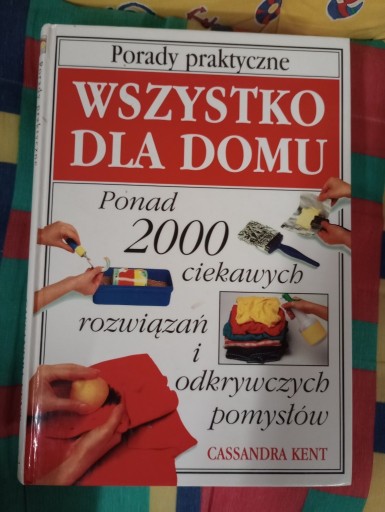 Porady praktyczne
WSZYSTKO
DLA DOMU
Ponad
2000
ciekawych
rozwiązań
i
odkrywczych
pomysłów
CASSANDRA KENT